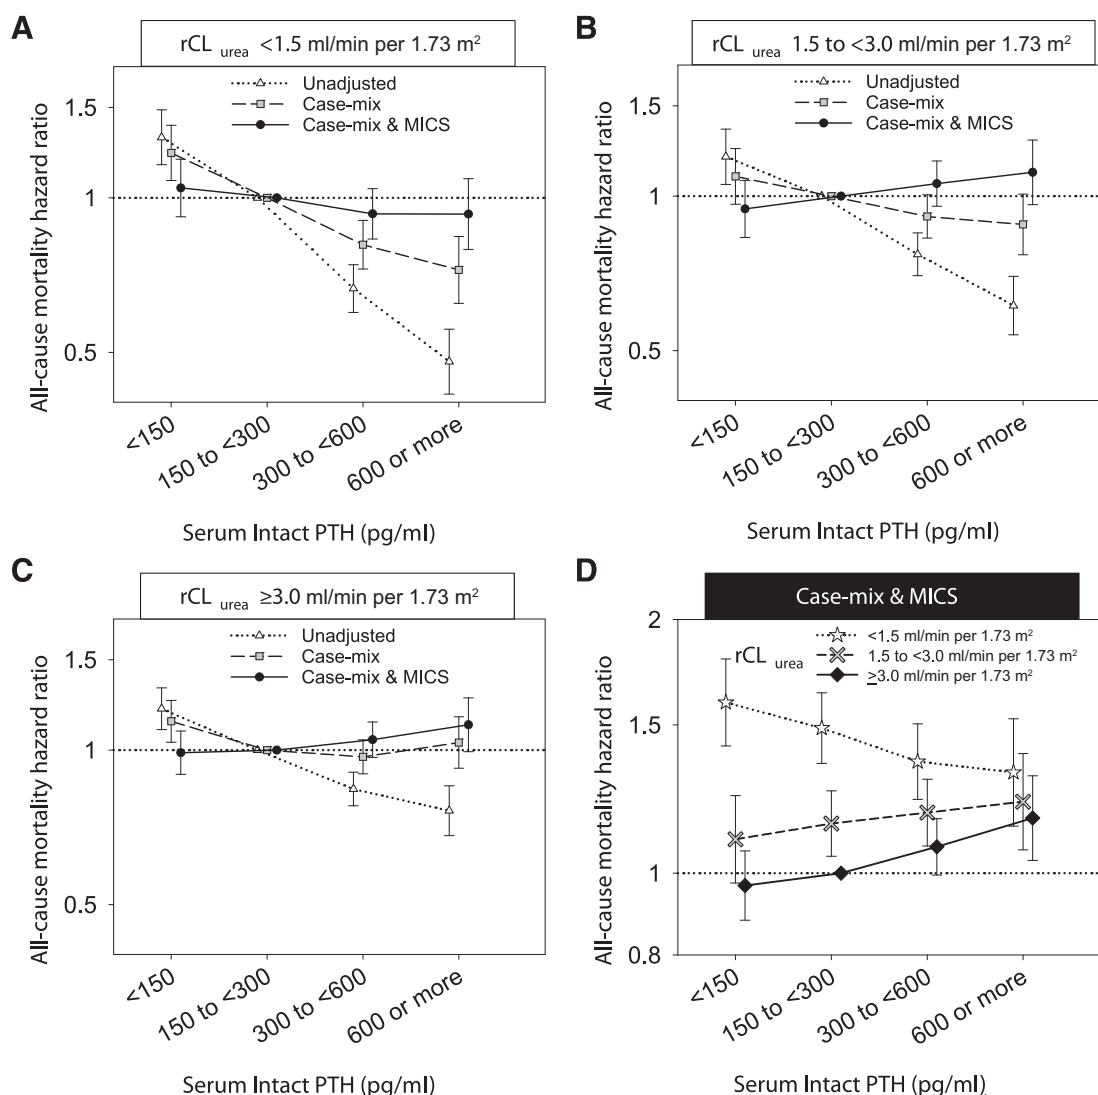 A
rCL urea <1.5 ml/min per 1.73 m²
All-cause mortality hazard ratio
1.5
1
0.5
Unadjusted
Case-mix
Case-mix & MICS
<150
150 to <300
300 to <600
600 or more
Serum Intact PTH (pg/ml)
B
rCL urea 1.5 to <3.0 ml/min per 1.73 m²
All-cause mortality hazard ratio
1.5
1
0.5
Unadjusted
Case-mix
Case-mix & MICS
<150
150 to <300
300 to <600
600 or more
Serum Intact PTH (pg/ml)
C
rCL urea ≥3.0 ml/min per 1.73 m²
All-cause mortality hazard ratio
1.5
1
0.5
Unadjusted
Case-mix
Case-mix & MICS
<150
150 to <300
300 to <600
600 or more
Serum Intact PTH (pg/ml)
D
Case-mix & MICS
All-cause mortality hazard ratio
2
1.5
1
0.8
rCL urea
<1.5 ml/min per 1.73 m²
1.5 to <3.0 ml/min per 1.73 m²
≥3.0 ml/min per 1.73 m²
<150
150 to <300
300 to <600
600 or more
Serum Intact PTH (pg/ml)